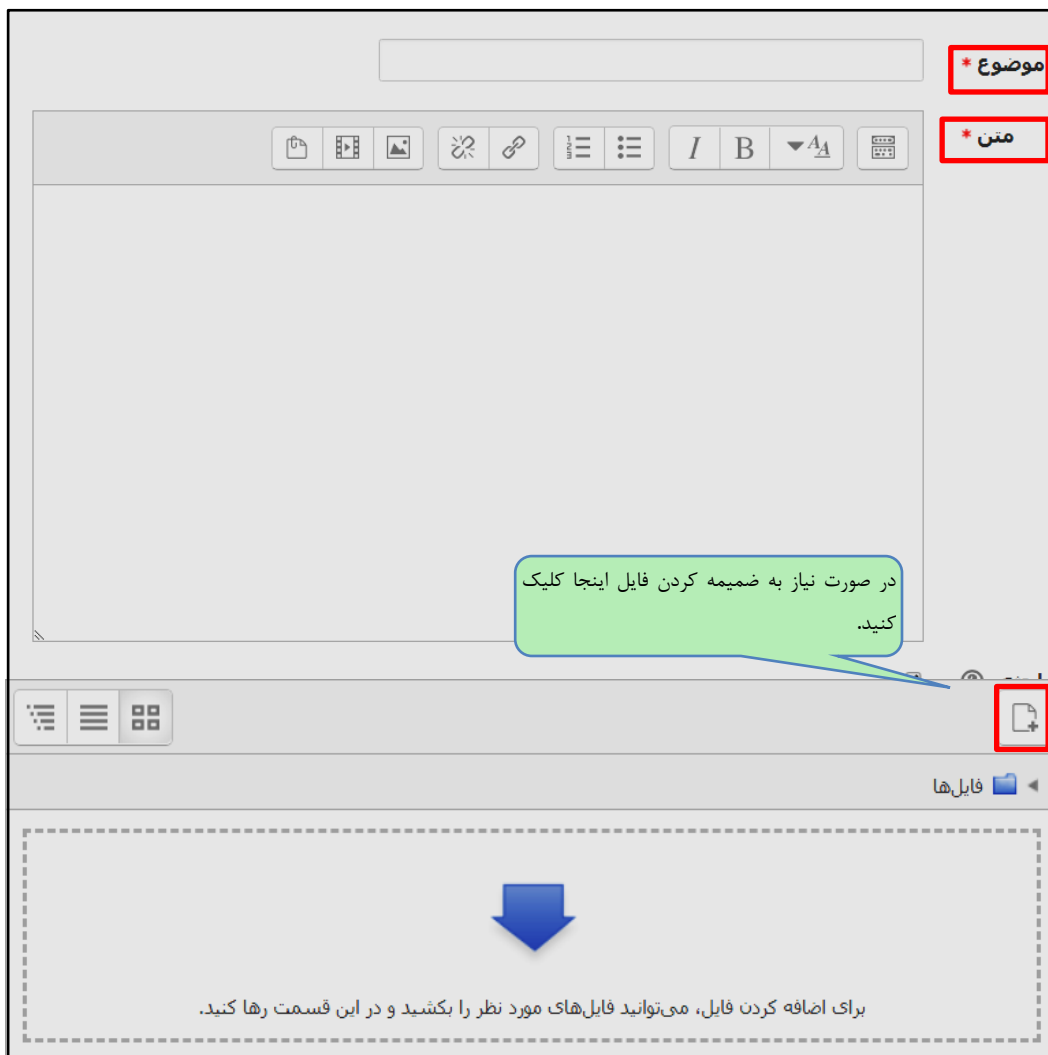 موضوع *
متن *
در صورت نیاز به ضمیمه کردن فایل اینجا کلیک
کنید.
فایل‌ها
برای اضافه کردن فایل، می‌توانید فایل‌های مورد نظر را بکشید و در این قسمت رها کنید.